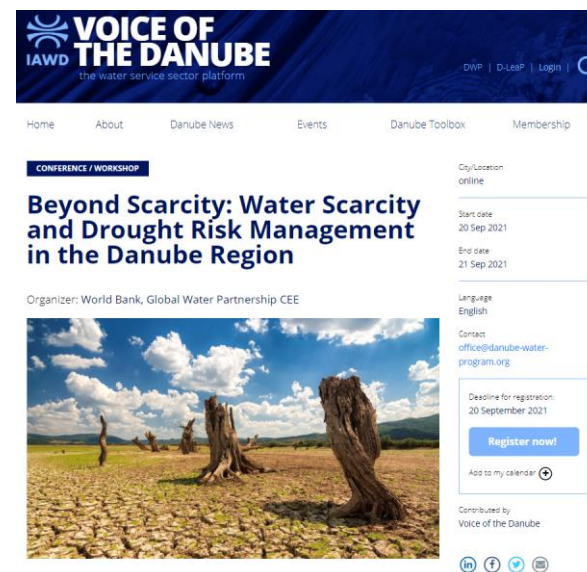 VOICE OF
THE DANUBE
IAWD
the water service sector platform
DWP | D-LeaP | Login |
Home About Danube News Events Danube Toolbox Membership
CONFERENCE / WORKSHOP
Beyond Scarcity: Water Scarcity
and Drought Risk Management
in the Danube Region
Organizer: World Bank, Global Water Partnership CEE
City/Location
online
Start date
20 Sep 2021
End date
21 Sep 2021
Language
English
Contact
office@danube-water-
program.org
Deadline for registration:
20 September 2021
Register now!
Add to my calendar
Contributed by
Voice of the Danube